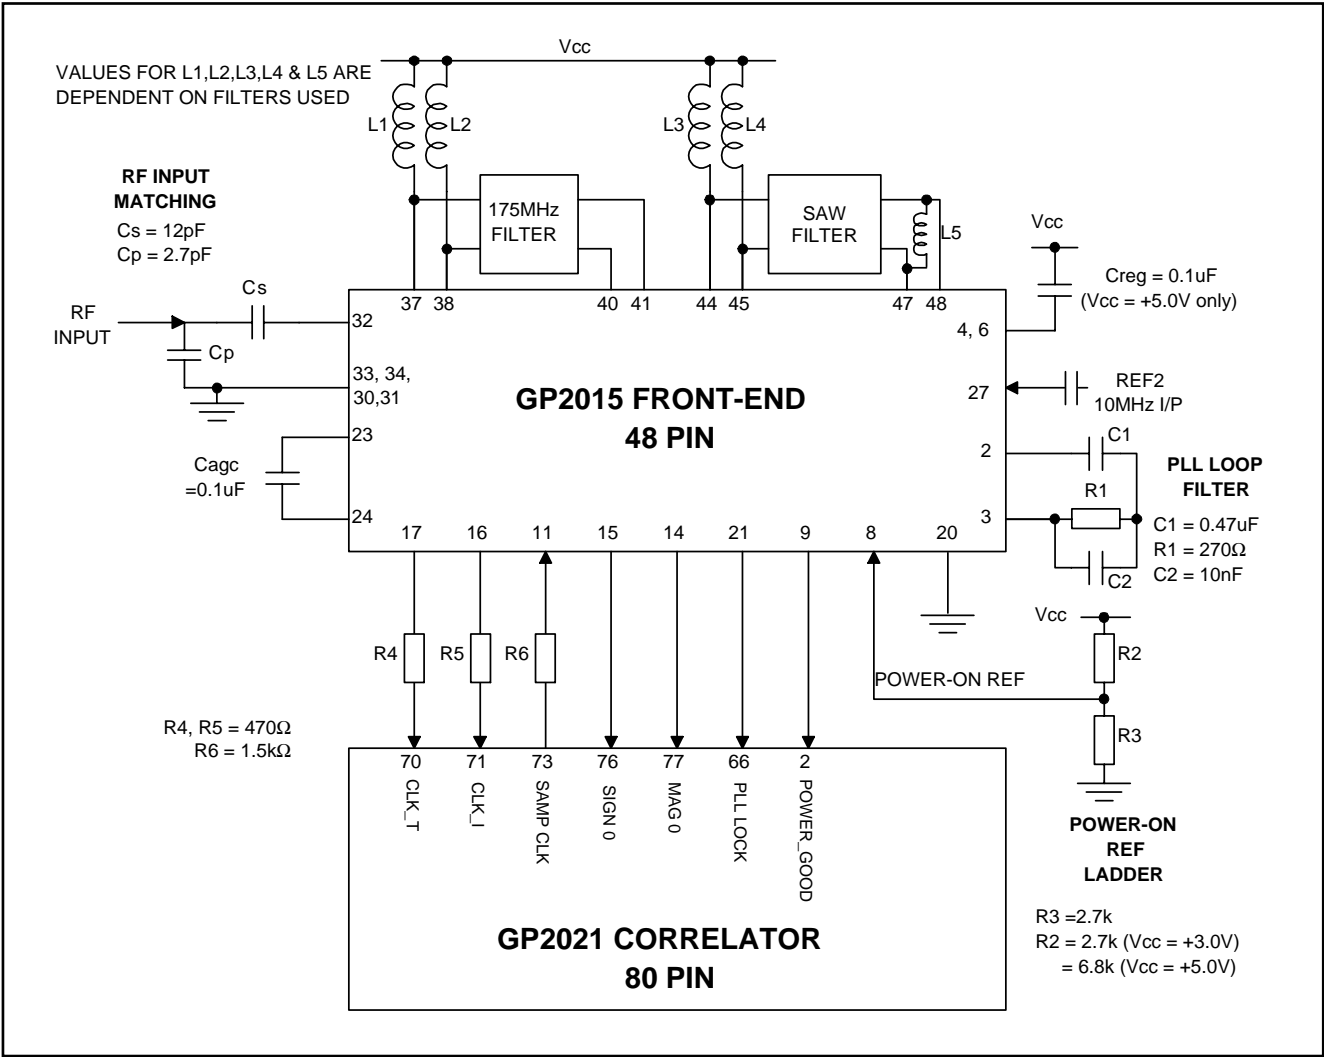 Vcc
VALUES FOR L1,L2,L3,L4 & L5 ARE
DEPENDENT ON FILTERS USED
L1
L2
L3
L4
RF INPUT
MATCHING
Cs = 12pF
Cp = 2.7pF
175MHz
FILTER
SAW
FILTER
L5
Vcc
Creg = 0.1uF
(Vcc = +5.0V only)
Cs
RF
INPUT
Cp
37
38
40
41
44
45
47
48
32
4, 6
33, 34,
30,31
27
REF2
10MHz I/P
GP2015 FRONT-END
48 PIN
23
Cagc
=0.1uF
24
2
C1
R1
3
C2
PLL LOOP
FILTER
C1 = 0.47uF
R1 = 270Ω
C2 = 10nF
17
16
11
15
14
21
9
8
20
R4
R5
R6
POWER-ON REF
Vcc
R2
R3
R4, R5 = 470Ω
R6 = 1.5kΩ
70
71
73
76
77
66
2
CLK_T
CLK_I
SAMP CLK
SIGN 0
MAG 0
PLL LOCK
POWER_GOOD
POWER-ON
REF
LADDER
R3 =2.7k
R2 = 2.7k (Vcc = +3.0V)
= 6.8k (Vcc = +5.0V)
GP2021 CORRELATOR
80 PIN